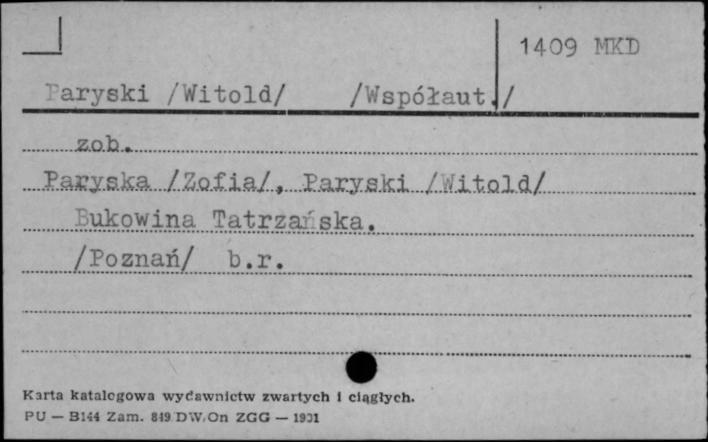 1409 MKD
Paryski /Witold/ /Współaut./
zob.
Paryska /Zofia/, Paryski /Witold/
Bukowina Tatrzańska.
/Poznań/ b.r.
Karta katalogowa wydawnictw zwartych i ciągłych.
PU — B144 Zam. 849 DW. On ZGG — 1931